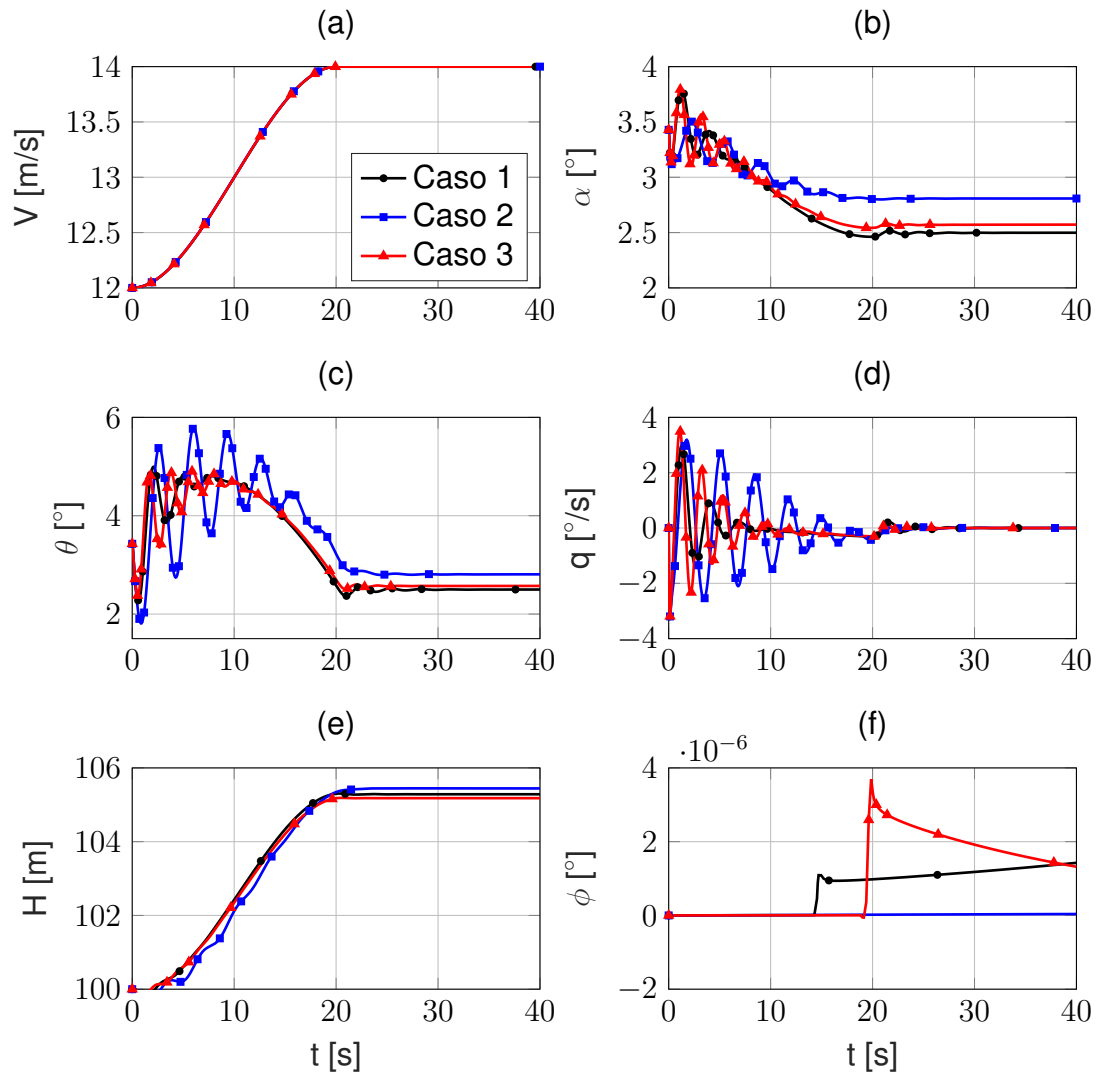 (a)
V [m/s]
14
13.5
13
12.5
12
0 10 20 30 40
Caso 1
Caso 2
Caso 3
(b)
α [°]
4
3.5
3
2.5
2
0 10 20 30 40
(c)
θ [°]
6
4
2
0 10 20 30 40
(d)
q [°/s]
4
2
0
−2
−4
0 10 20 30 40
(e)
H [m]
106
104
102
100
0 10 20 30 40
t [s]
(f)
·10⁻⁶
ϕ [°]
4
2
0
−2
0 10 20 30 40
t [s]